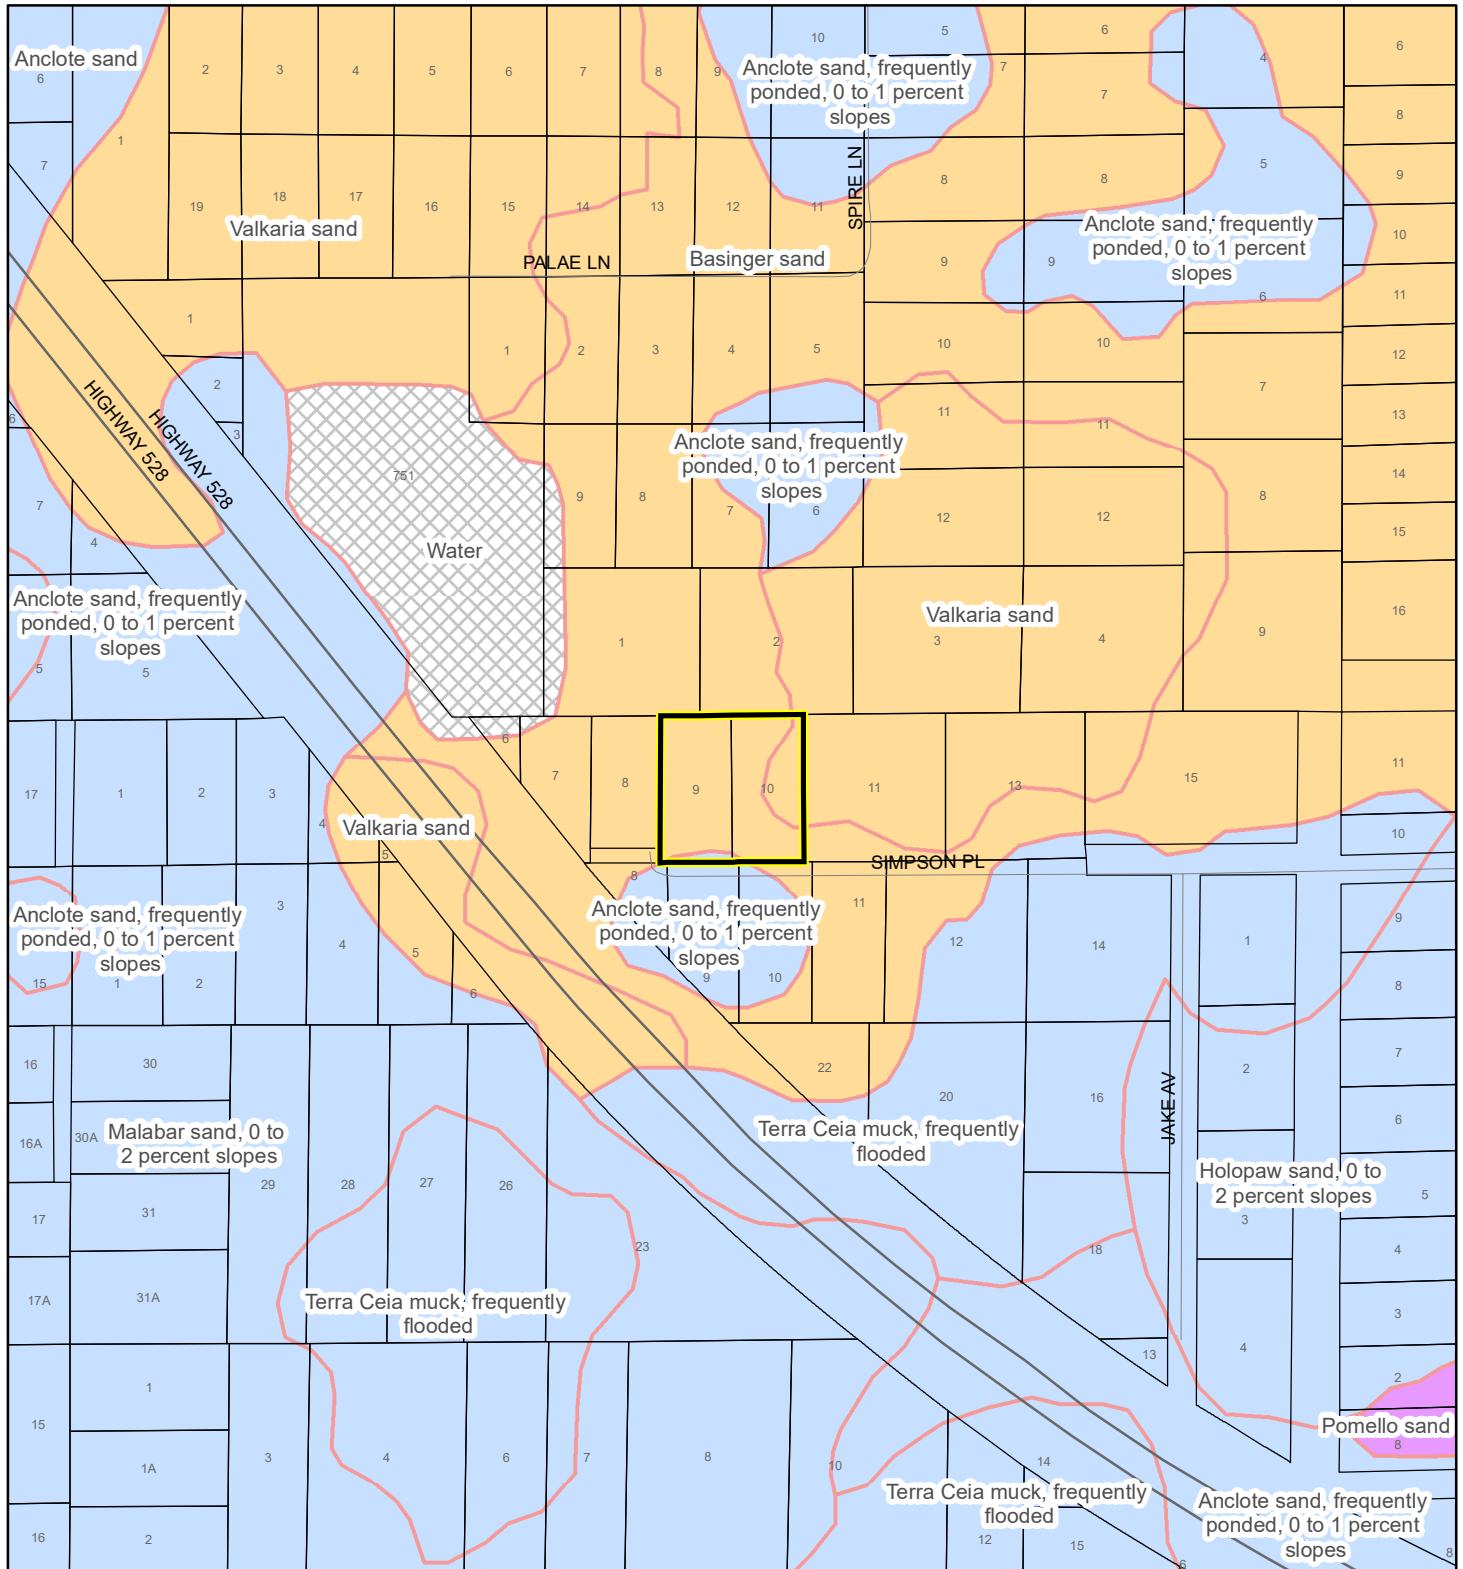 10
5
6
4
6
Anclote sand
6
2
3
4
5
6
7
8
9
7
Anclote sand, frequently
ponded, 0 to 1 percent
slopes
7
8
1
7
5
9
SPIRE LN
8
8
19
18
17
16
15
14
13
12
11
Valkaria sand
Anclote sand, frequently
ponded, 0 to 1 percent
slopes
10
PALAE LN
Basinger sand
9
9
6
11
1
1
2
3
4
5
10
10
12
2
7
HIGHWAY 528
HIGHWAY 528
6
3
11
11
13
Anclote sand, frequently
ponded, 0 to 1 percent
slopes
751
9
8
7
6
8
14
7
12
12
15
4
Water
Anclote sand, frequently
ponded, 0 to 1 percent
slopes
Valkaria sand
1
2
3
4
9
16
5
5
6
7
8
9
10
11
13
15
11
17
1
2
3
4
Valkaria sand
10
5
SIMPSON PL
8
Anclote sand, frequently
ponded, 0 to 1 percent
slopes
3
Anclote sand, frequently
ponded, 0 to 1 percent
slopes
11
9
4
5
12
14
1
15
1
2
6
9
10
8
16
30
22
7
2
20
16
JAKE AV
16A
30A
Malabar sand, 0 to
2 percent slopes
Terra Ceia muck, frequently
flooded
6
29
28
27
26
Holopaw sand, 0 to
2 percent slopes
5
17
31
3
23
18
4
17A
31A
Terra Ceia muck, frequently
flooded
3
13
4
1
2
15
Pomello sand
8
1A
3
4
6
7
8
10
14
Terra Ceia muck, frequently
flooded
Anclote sand, frequently
ponded, 0 to 1 percent
slopes
16
2
12
15
6
8